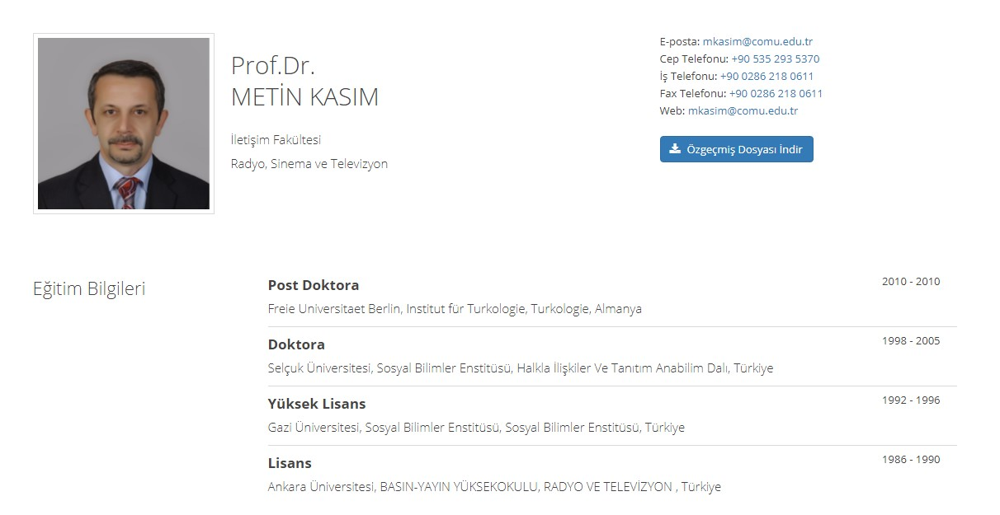 Prof.Dr.
METİN KASIM
İletişim Fakültesi
Radyo, Sinema ve Televizyon
E-posta: mkasim@comu.edu.tr
Cep Telefonu: +90 535 293 5370
İş Telefonu: +90 0286 218 0611
Fax Telefonu: +90 0286 218 0611
Web: mkasim@comu.edu.tr
Özgeçmiş Dosyası İndir
Eğitim Bilgileri
Post Doktora 2010 - 2010
Freie Universitaet Berlin, Institut für Turkologie, Turkologie, Almanya
Doktora 1998 - 2005
Selçuk Üniversitesi, Sosyal Bilimler Enstitüsü, Halkla İlişkiler Ve Tanıtım Anabilim Dalı, Türkiye
Yüksek Lisans 1992 - 1996
Gazi Üniversitesi, Sosyal Bilimler Enstitüsü, Sosyal Bilimler Enstitüsü, Türkiye
Lisans 1986 - 1990
Ankara Üniversitesi, BASIN-YAYIN YÜKSEKOKULU, RADYO VE TELEVİZYON , Türkiye